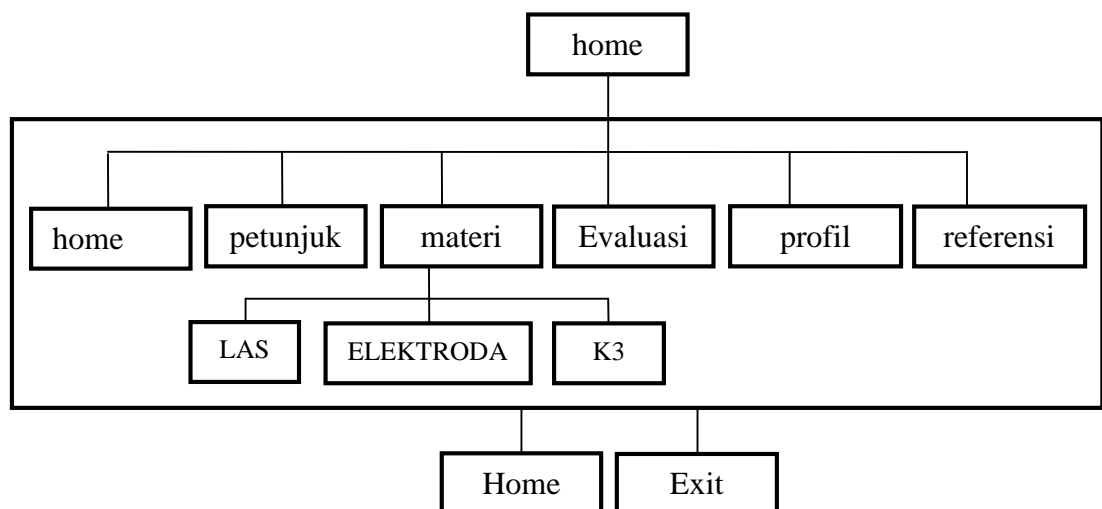 home
home
petunjuk
materi
Evaluasi
profil
referensi
LAS
ELEKTRODA
K3
Home
Exit